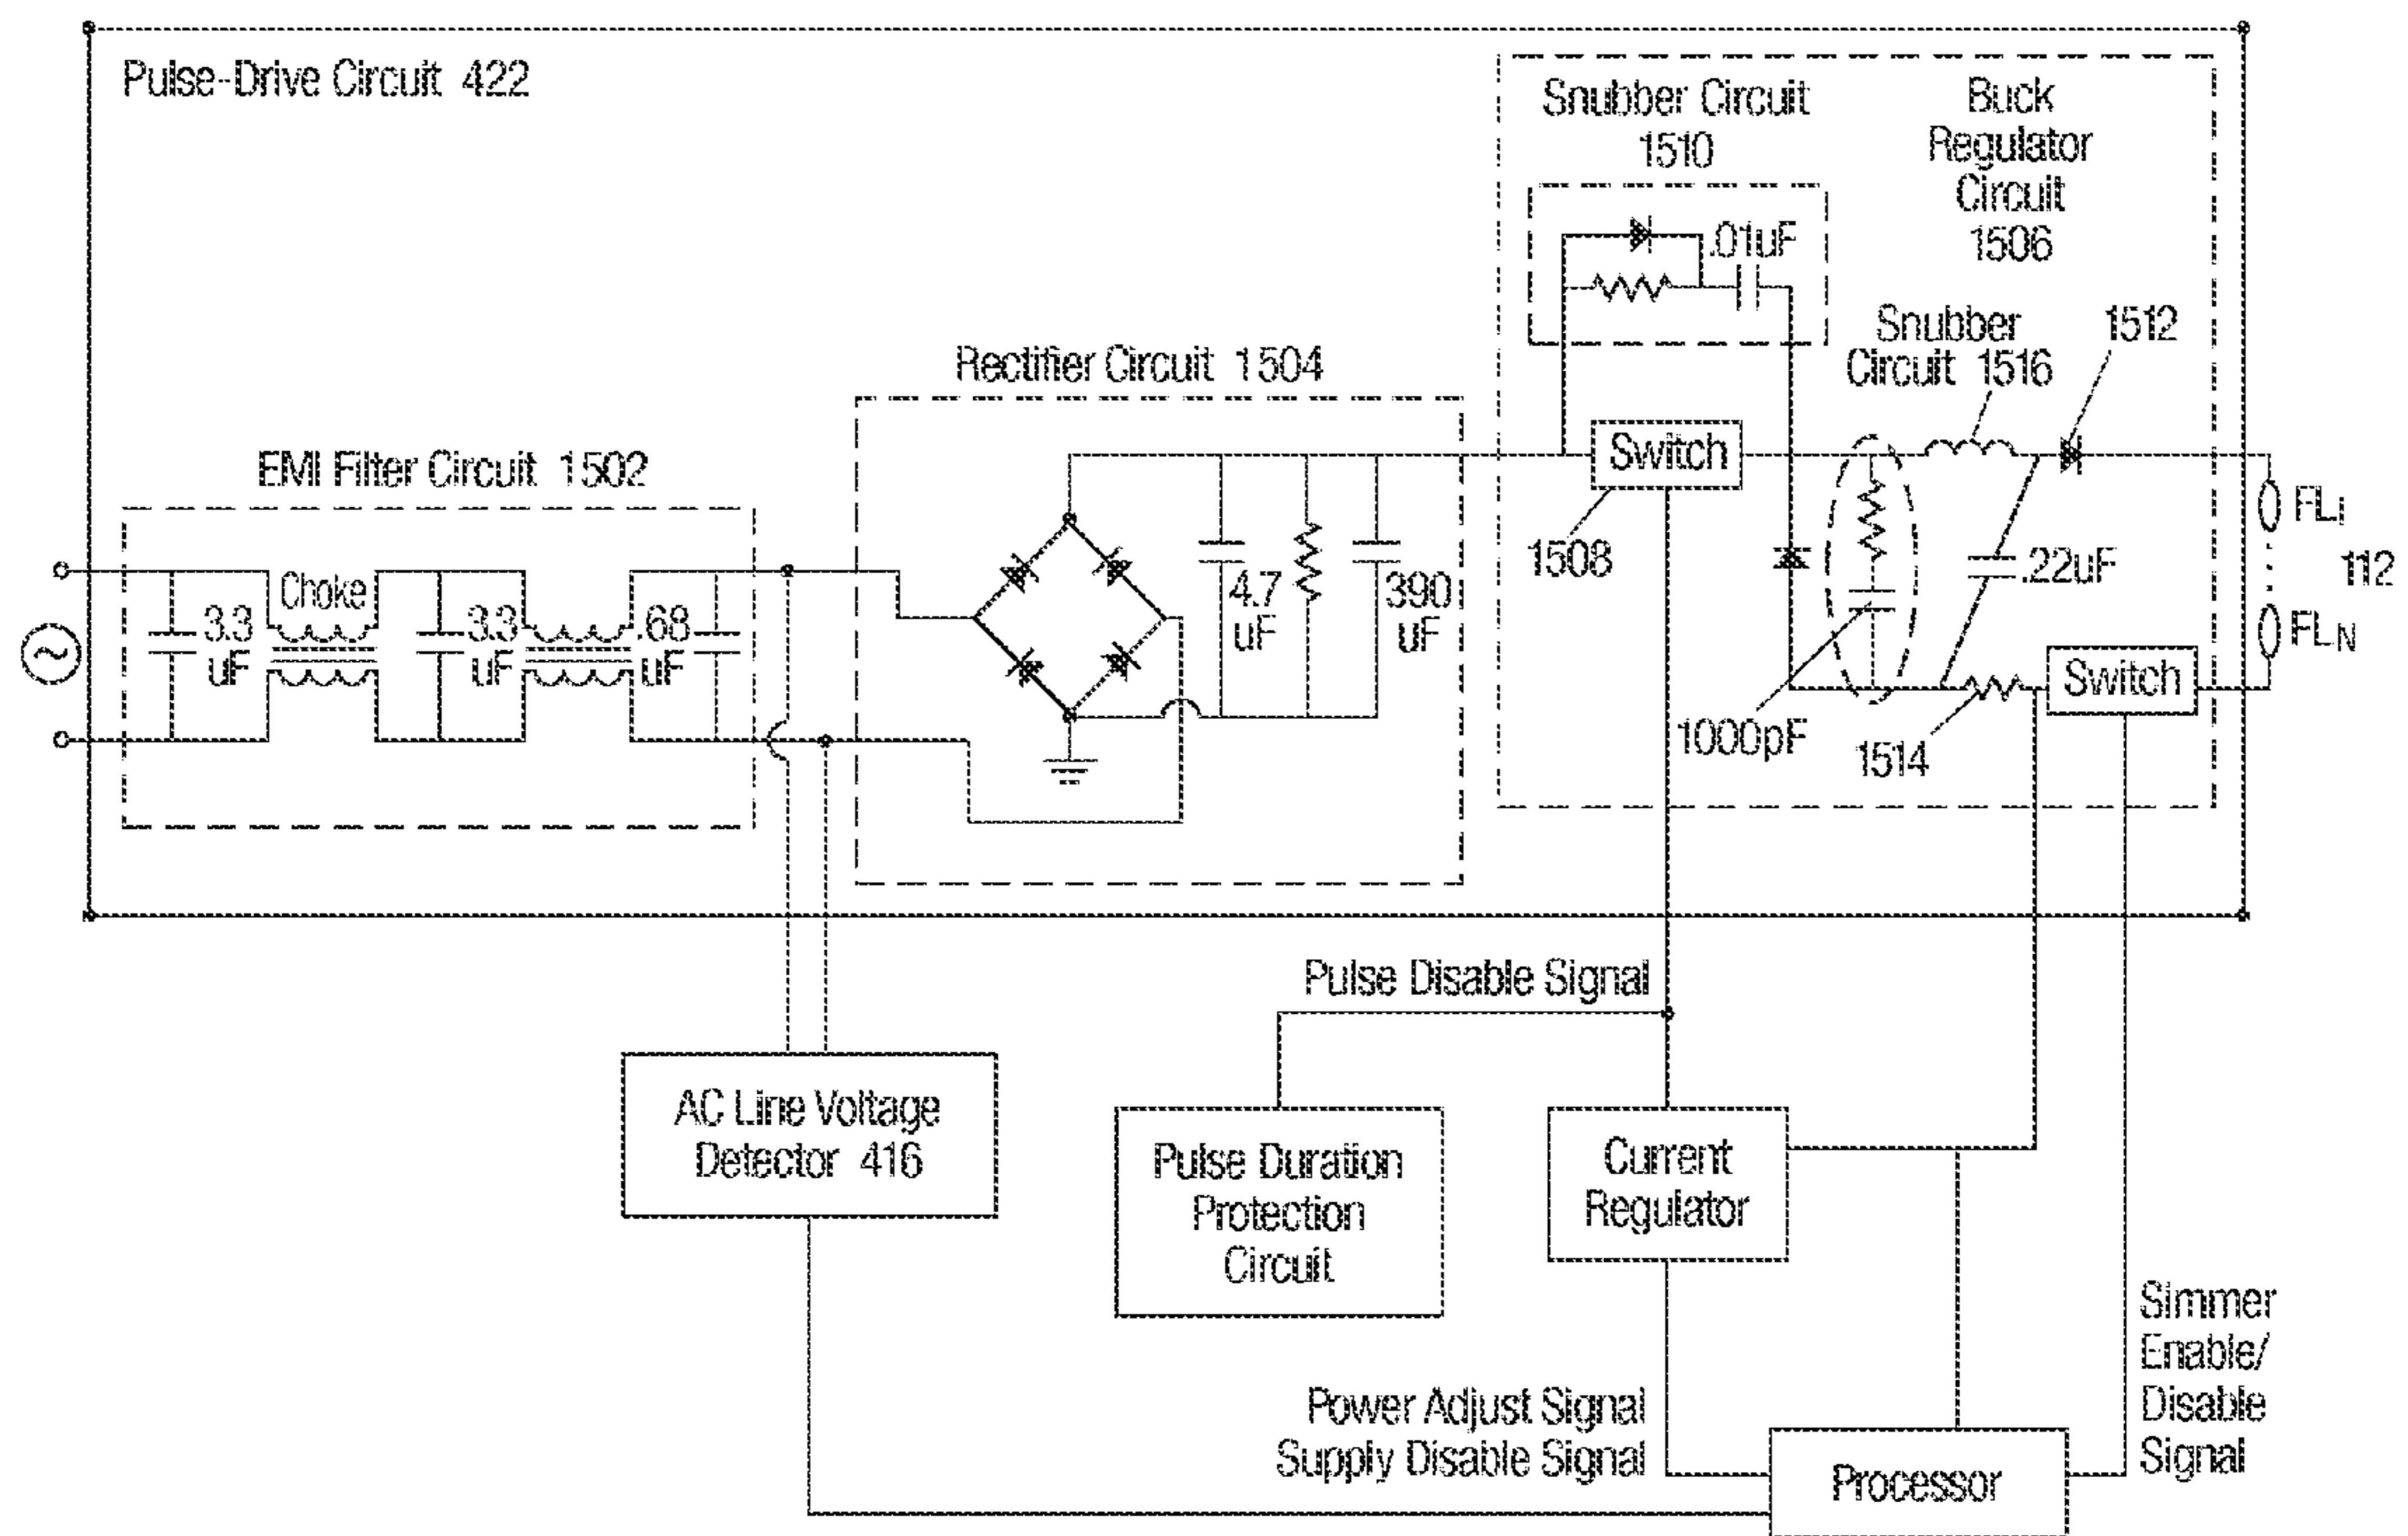 Pulse-Drive Circuit 422
Snubber Circuit
1510
Buck
Regulator
Circuit
1506
.01uF
Snubber
Circuit 1516
1512
Rectifier Circuit 1504
EMI Filter Circuit 1502
Switch
1508
Choke
3.3
uF
3.3
uF
.68
uF
4.7
uF
390
uF
.22uF
FLI
112
FLN
Switch
1000pF
1514
Pulse Disable Signal
AC Line Voltage
Detector 416
Pulse Duration
Protection
Circuit
Current
Regulator
Simmer
Enable/
Disable
Signal
Power Adjust Signal
Supply Disable Signal
Processor